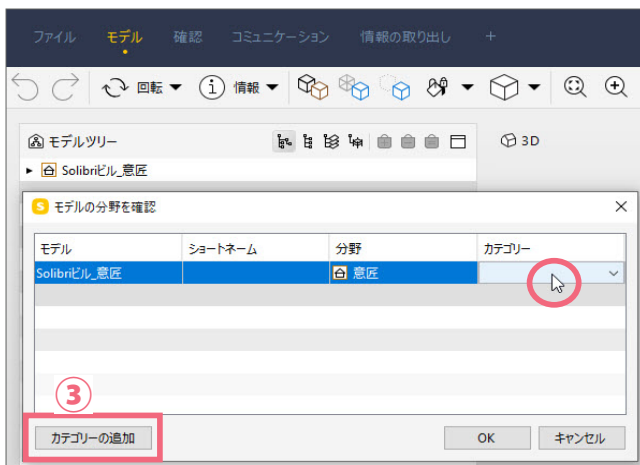 ファイル モデル 確認 コミュニケーション 情報の取り出し +
回転 情報
モデルツリー 3D
Solibriビル_意匠
S モデルの分野を確認
モデル ショートネーム 分野 カテゴリー
Solibriビル_意匠 意匠
③
カテゴリーの追加 OK キャンセル